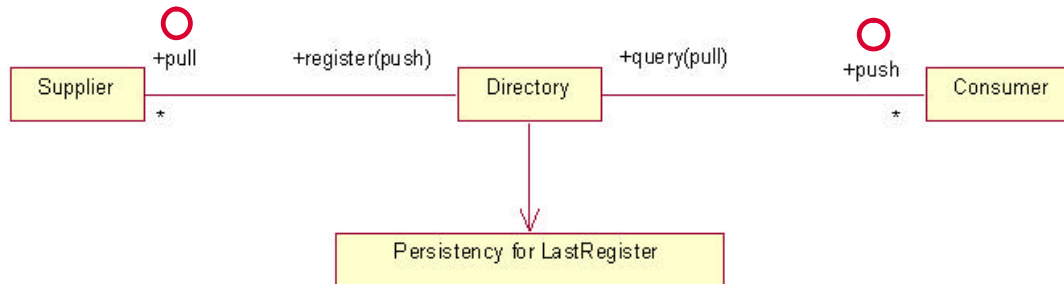 +pull
+register(push)
+query(pull)
+push
Supplier
Directory
Consumer
*
*
Persistency for LastRegister